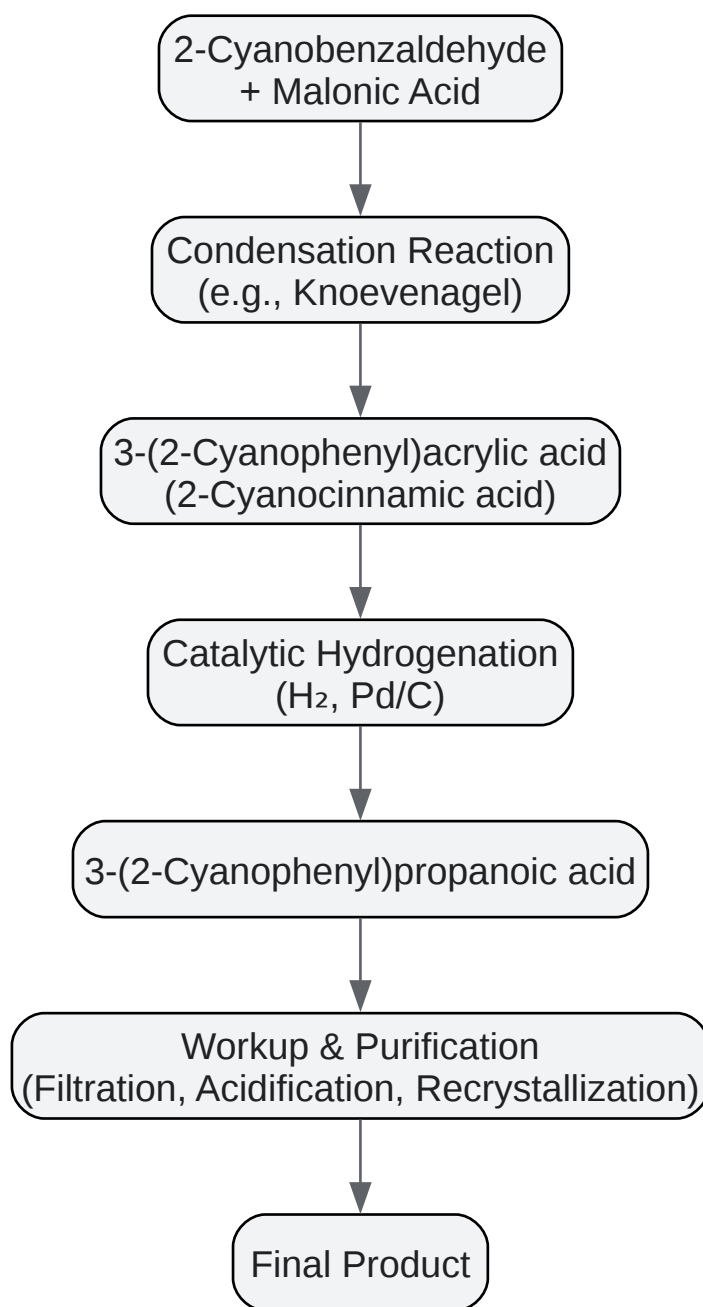 2-Cyanobenzaldehyde
+ Malonic Acid
Condensation Reaction
(e.g., Knoevenagel)
3-(2-Cyanophenyl)acrylic acid
(2-Cyanocinnamic acid)
Catalytic Hydrogenation
(H₂, Pd/C)
3-(2-Cyanophenyl)propanoic acid
Workup & Purification
(Filtration, Acidification, Recrystallization)
Final Product